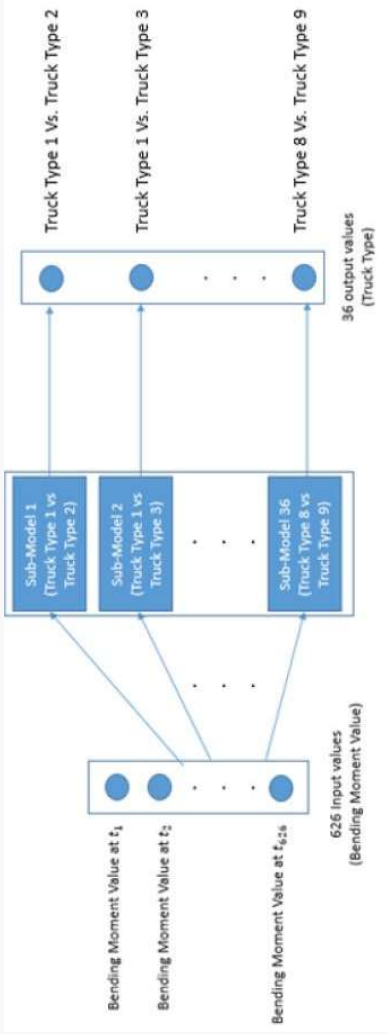 Bending Moment Value at t₁
Bending Moment Value at t₂
Bending Moment Value at t₆₂₆
626 Input values
(Bending Moment Value)
Sub-Model 1
(Truck Type 1 vs
Truck Type 2)
Sub-Model 2
(Truck Type 1 vs
Truck Type 3)
Sub-Model 36
(Truck Type 8 vs
Truck Type 9)
Truck Type 1 Vs. Truck Type 2
Truck Type 1 Vs. Truck Type 3
Truck Type 8 Vs. Truck Type 9
36 output values
(Truck Type)